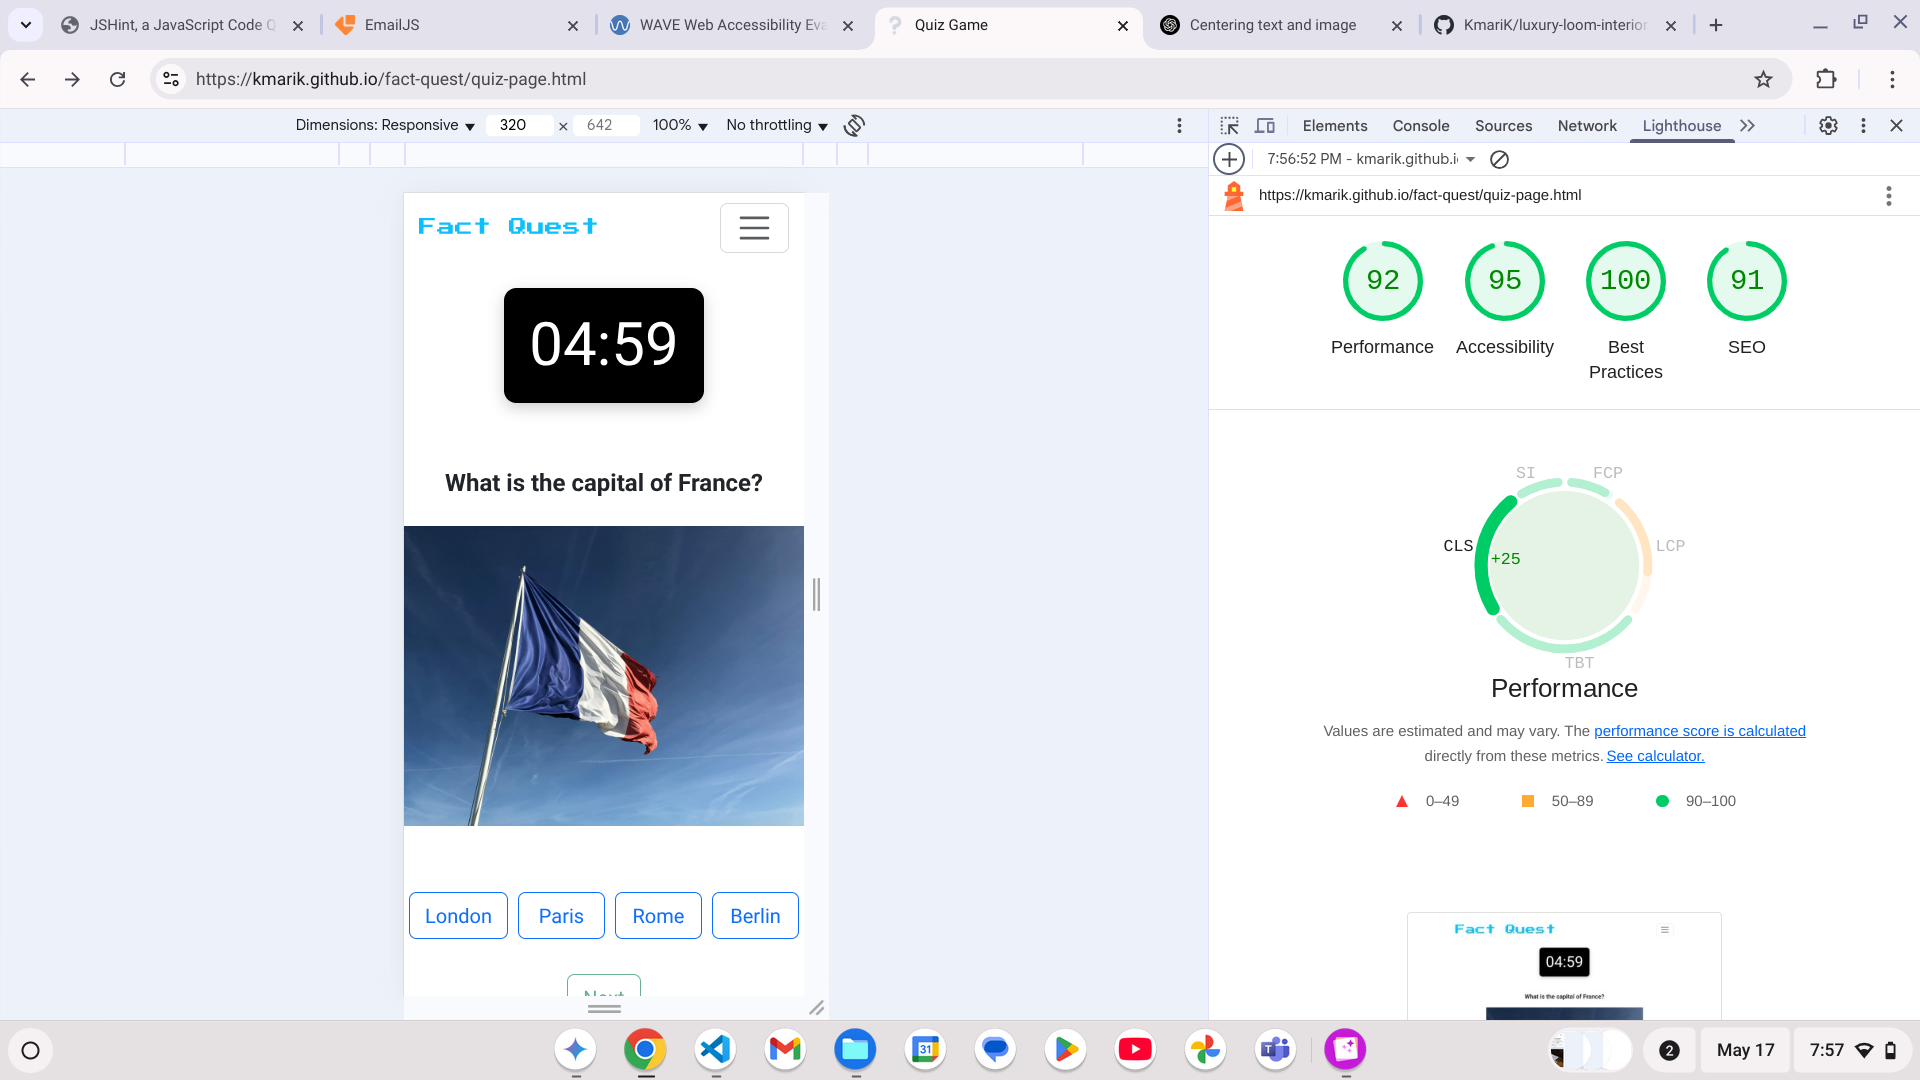 JSHint, a JavaScript Code Q
EmailJS
WAVE Web Accessibility Eva
Quiz Game
Centering text and image
KmariK/luxury-loom-interior
https://kmarik.github.io/fact-quest/quiz-page.html
Dimensions: Responsive
320 × 642
100%
No throttling
Elements
Console
Sources
Network
Lighthouse
7:56:52 PM - kmarik.github.i
https://kmarik.github.io/fact-quest/quiz-page.html
Fact Quest
04:59
What is the capital of France?
London
Paris
Rome
Berlin
Next
92
95
100
91
Performance
Accessibility
Best
Practices
SEO
SI
FCP
CLS
+25
LCP
TBT
Performance
Values are estimated and may vary. The performance score is calculated
directly from these metrics. See calculator.
0–49
50–89
90–100
Fact Quest
04:59
What is the capital of France?
31
2
May 17
7:57